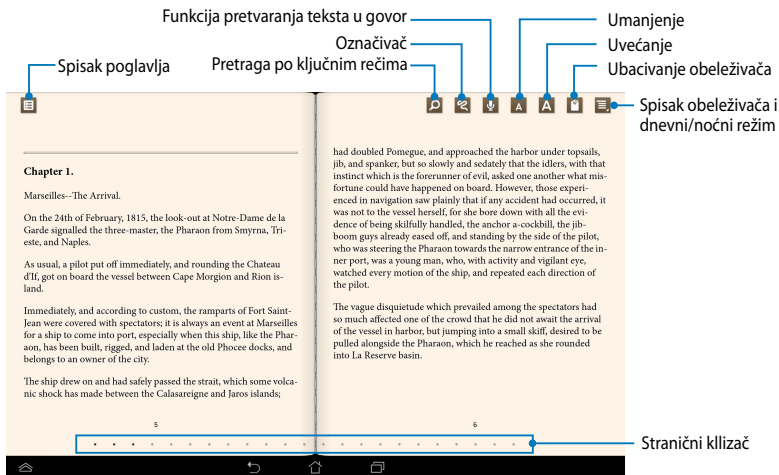 Funkcija pretvaranja teksta u govor
Označivač
Pretraga po ključnim rečima
Spisak poglavlja
Umanjenje
Uvećanje
Ubacivanje obeleživača
Spisak obeleživača i
dnevni/noćni režim
A
A
Chapter 1.
Marseilles--The Arrival.
On the 24th of February, 1815, the look-out at Notre-Dame de la
Garde signalled the three-master, the Pharaon from Smyrna, Tri-
este, and Naples.
As usual, a pilot put off immediately, and rounding the Chateau
d'If, got on board the vessel between Cape Morgion and Rion is-
land.
Immediately, and according to custom, the ramparts of Fort Saint-
Jean were covered with spectators; it is always an event at Marseilles
for a ship to come into port, especially when this ship, like the Phar-
aon, has been built, rigged, and laden at the old Phocee docks, and
belongs to an owner of the city.
The ship drew on and had safely passed the strait, which some volca-
nic shock has made between the Calasareigne and Jaros islands;
5
had doubled Pomegue, and approached the harbor under topsails,
jib, and spanker, but so slowly and sedately that the idlers, with that
instinct which is the forerunner of evil, asked one another what mis-
fortune could have happened on board. However, those experi-
enced in navigation saw plainly that if any accident had occurred, it
was not to the vessel herself, for she bore down with all the evi-
dence of being skilfully handled, the anchor a-cockbill, the jib-
boom guys already eased off, and standing by the side of the pilot,
who was steering the Pharaon towards the narrow entrance of the in-
ner port, was a young man, who, with activity and vigilant eye,
watched every motion of the ship, and repeated each direction of
the pilot.
The vague disquietude which prevailed among the spectators had
so much affected one of the crowd that he did not await the arrival
of the vessel in harbor, but jumping into a small skiff, desired to be
pulled alongside the Pharaon, which he reached as she rounded
into La Reserve basin.
6
Stranični kllizač